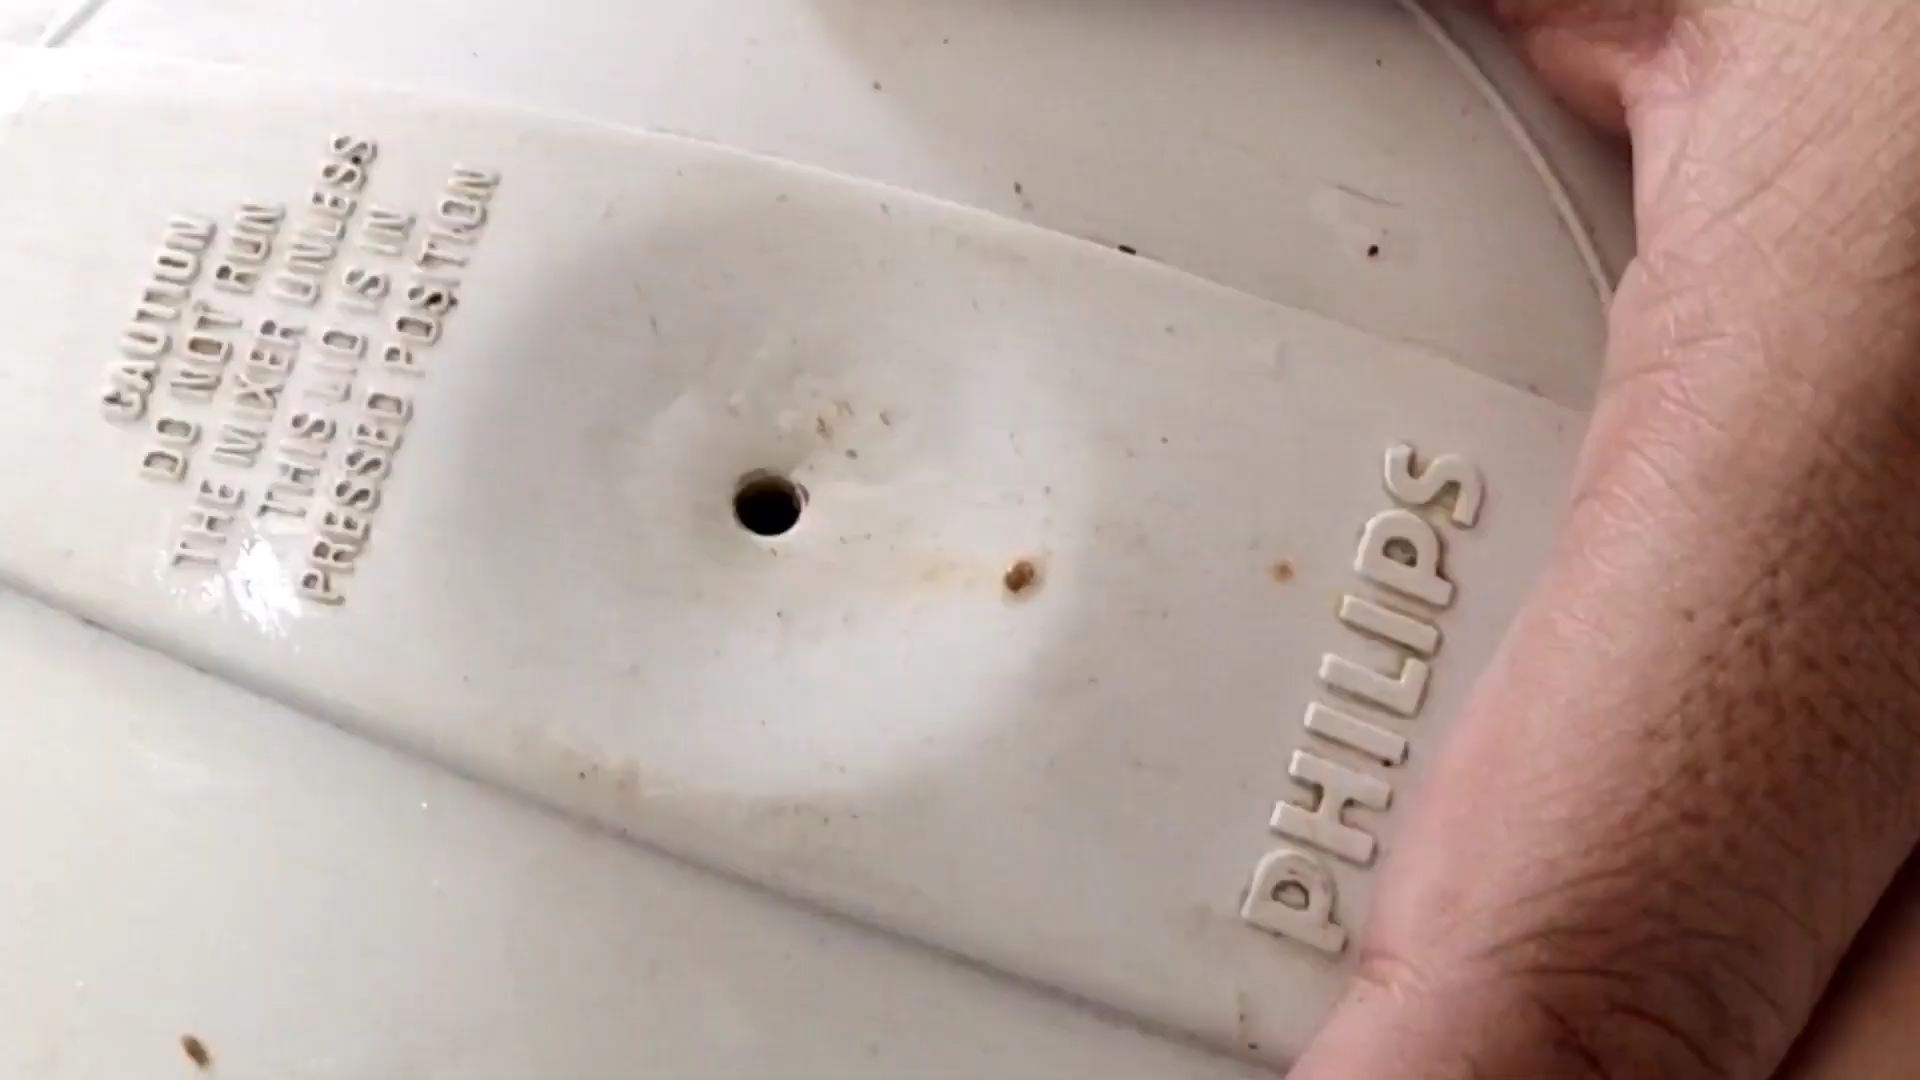 CAUTION
DO NOT RUN
THE MIXER UNLESS
THIS LID IS IN
PRESSED POSITION
PHILIPS